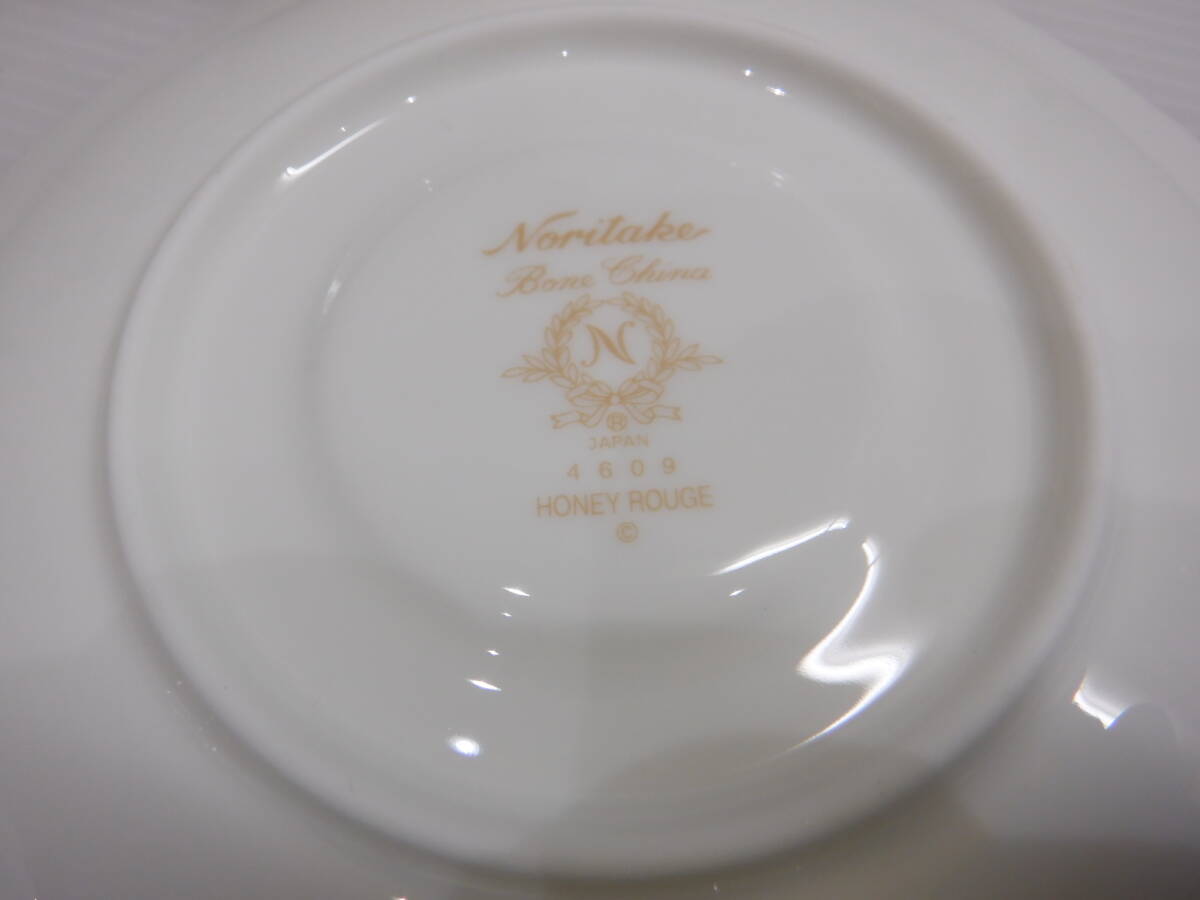 Noritake
Bone China
N
®
JAPAN
4609
HONEY ROUGE
©